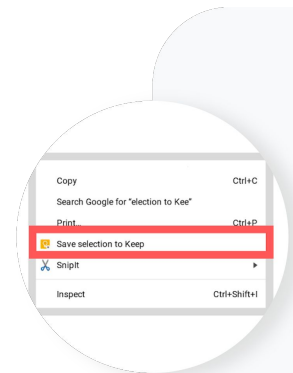 Copy Ctrl+C
Search Google for “election to Kee”
Print... Ctrl+P
Save selection to Keep
SnipIt
Inspect Ctrl+Shift+I